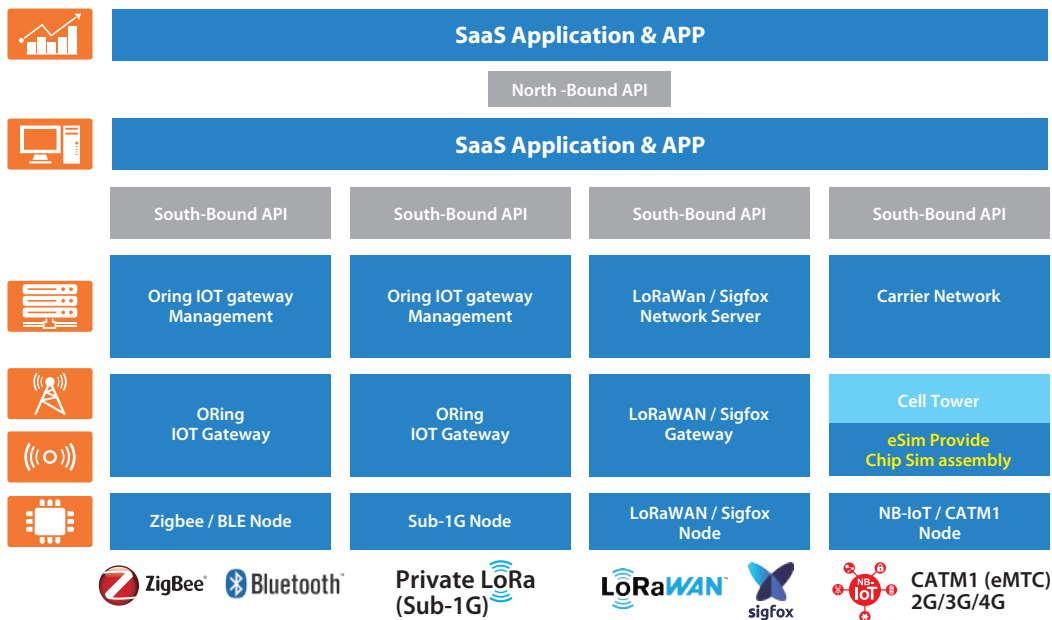 SaaS Application & APP
North -Bound API
SaaS Application & APP
South-Bound API
South-Bound API
South-Bound API
South-Bound API
Oring IOT gateway
Management
Oring IOT gateway
Management
LoRaWan / Sigfox
Network Server
Carrier Network
ORing
IOT Gateway
ORing
IOT Gateway
LoRaWAN / Sigfox
Gateway
Cell Tower
eSim Provide
Chip Sim assembly
Zigbee / BLE Node
Sub-1G Node
LoRaWAN / Sigfox
Node
NB-IoT / CATM1
Node
ZigBee®
Bluetooth™
Private LoRa
(Sub-1G)
LoRaWAN™
sigfox
NB-
IoT
CATM1 (eMTC)
2G/3G/4G